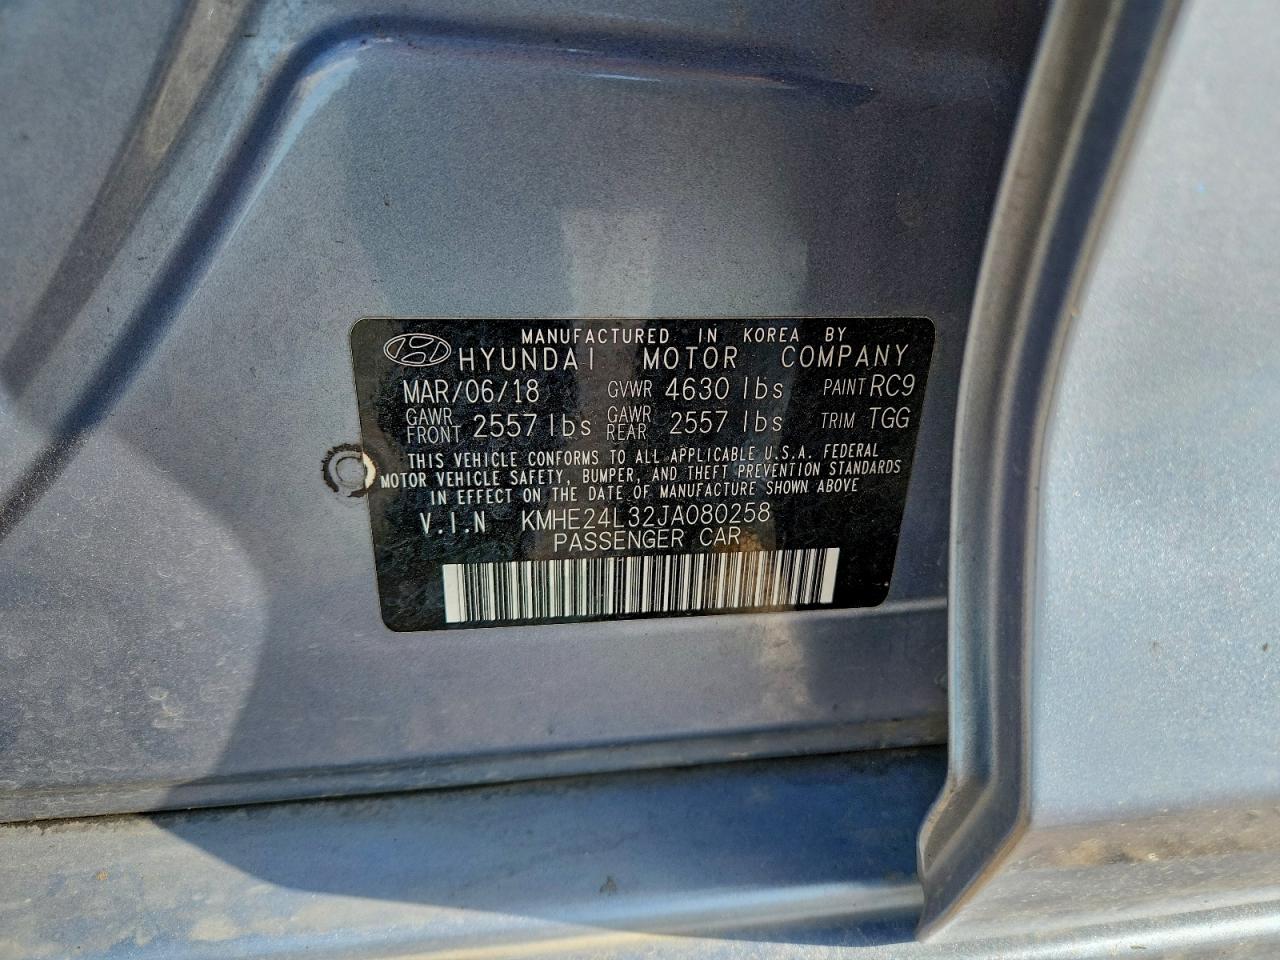 MANUFACTURED IN KOREA BY
HYUNDAI MOTOR COMPANY
MAR/06/18 GVWR 4630 lbs PAINT RC9
GAWR FRONT 2557 lbs GAWR REAR 2557 lbs TRIM TGG
THIS VEHICLE CONFORMS TO ALL APPLICABLE U.S.A. FEDERAL
MOTOR VEHICLE SAFETY, BUMPER, AND THEFT PREVENTION STANDARDS
IN EFFECT ON THE DATE OF MANUFACTURE SHOWN ABOVE
V.I.N KMHE24L32JA080258
PASSENGER CAR